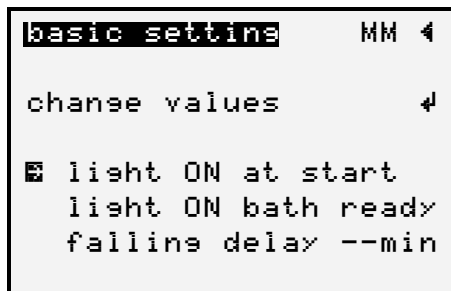 basic setting MM
change values
light ON at start
light ON bath ready
falling delay --min